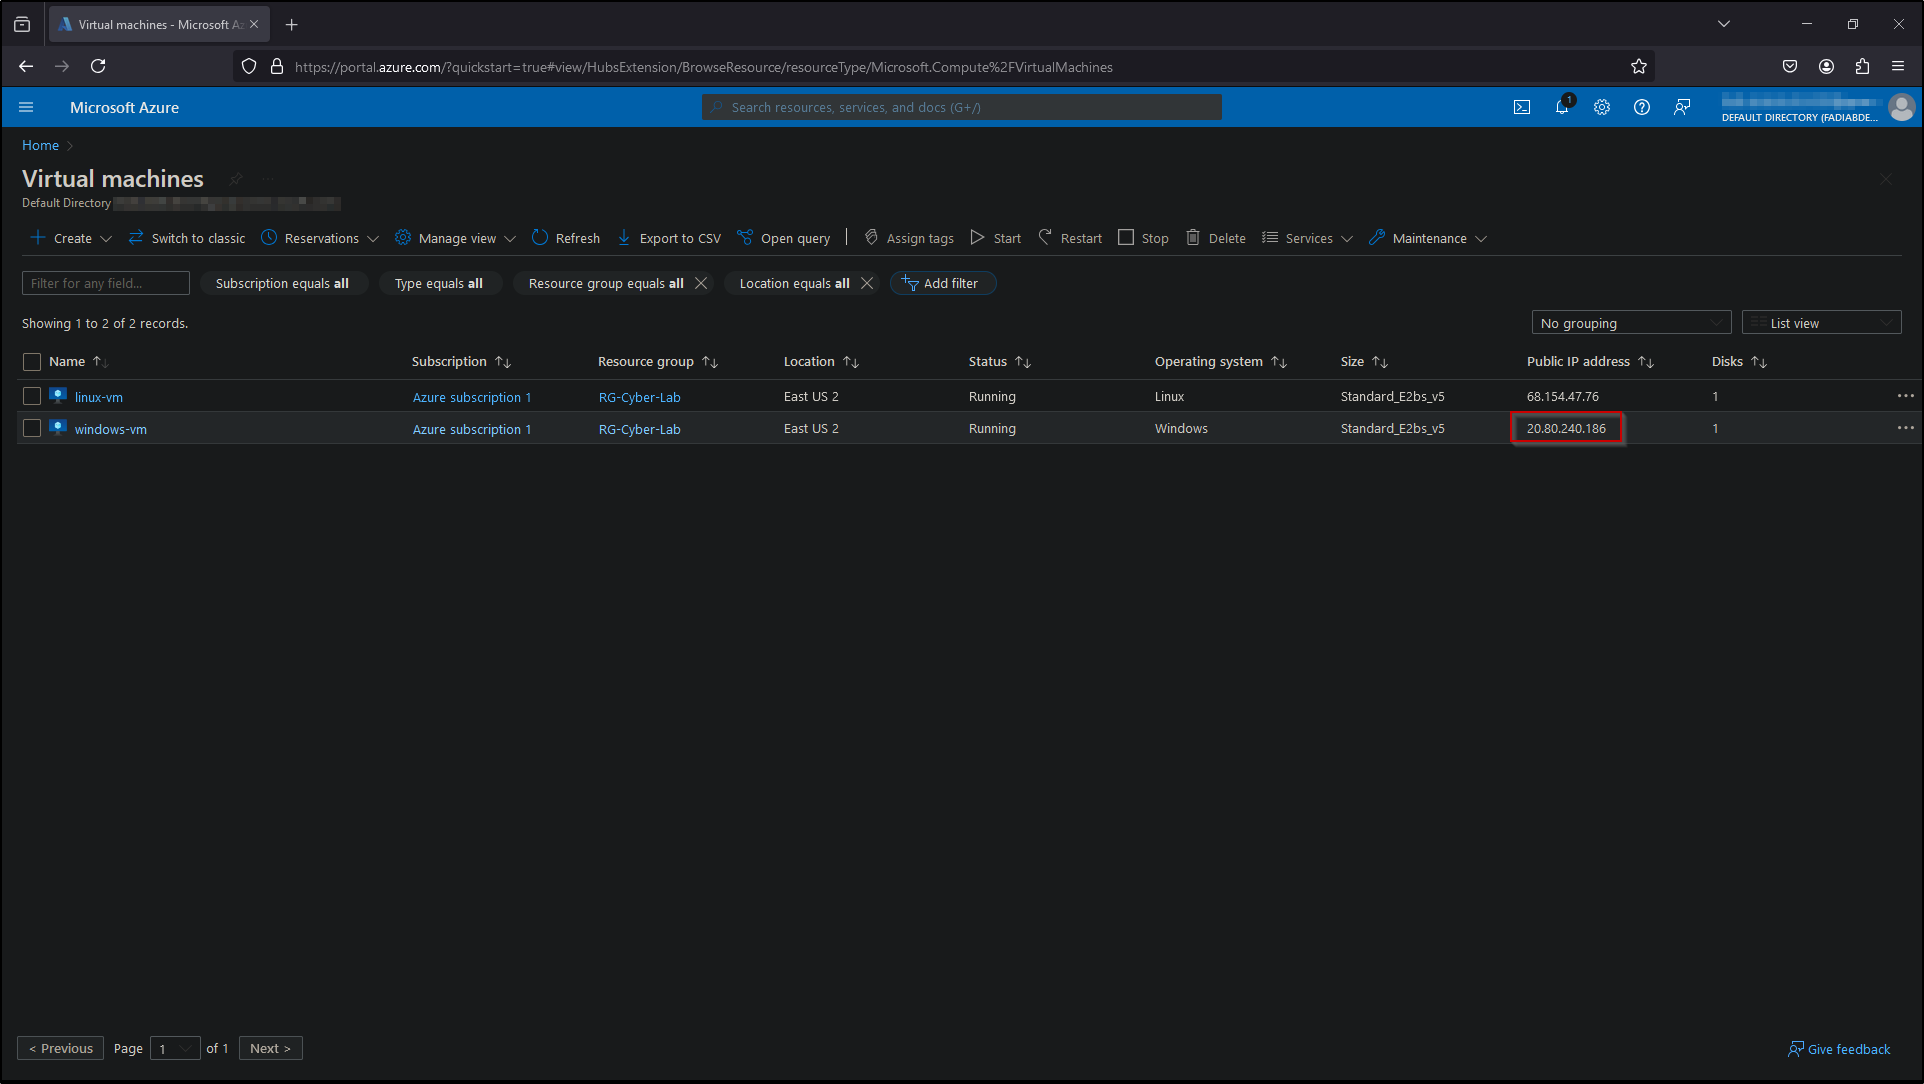 Virtual machines - Microsoft Az
https://portal.azure.com/?quickstart=true#view/HubsExtension/BrowseResource/resourceType/Microsoft.Compute%2FVirtualMachines
Microsoft Azure
Search resources, services, and docs (G+/)
1
DEFAULT DIRECTORY (FADIABDE...
Home
Virtual machines
Default Directory
Create Switch to classic Reservations Manage view Refresh Export to CSV Open query Assign tags Start Restart Stop Delete Services Maintenance
Filter for any field... Subscription equals all Type equals all Resource group equals all Location equals all Add filter
Showing 1 to 2 of 2 records.
No grouping List view
Name Subscription Resource group Location Status Operating system Size Public IP address Disks
linux-vm Azure subscription 1 RG-Cyber-Lab East US 2 Running Linux Standard_E2bs_v5 68.154.47.76 1
windows-vm Azure subscription 1 RG-Cyber-Lab East US 2 Running Windows Standard_E2bs_v5 20.80.240.186 1
< Previous Page 1 of 1 Next >
Give feedback